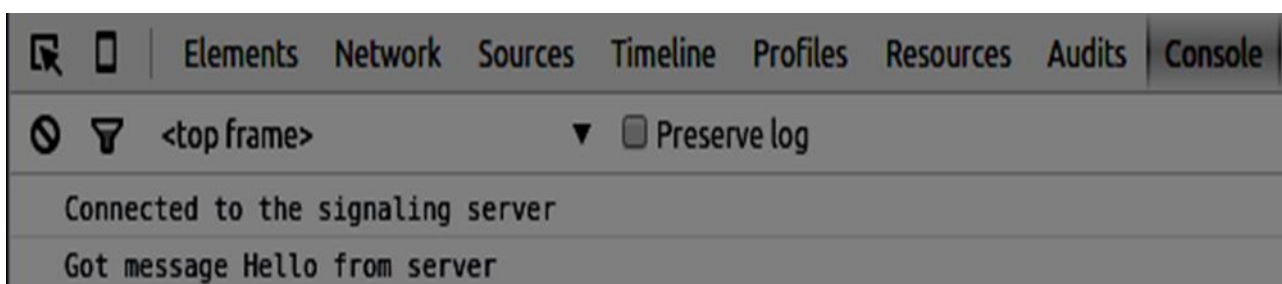 Elements Network Sources Timeline Profiles Resources Audits Console
<top frame> ▼ Preserve log
Connected to the signaling server
Got message Hello from server